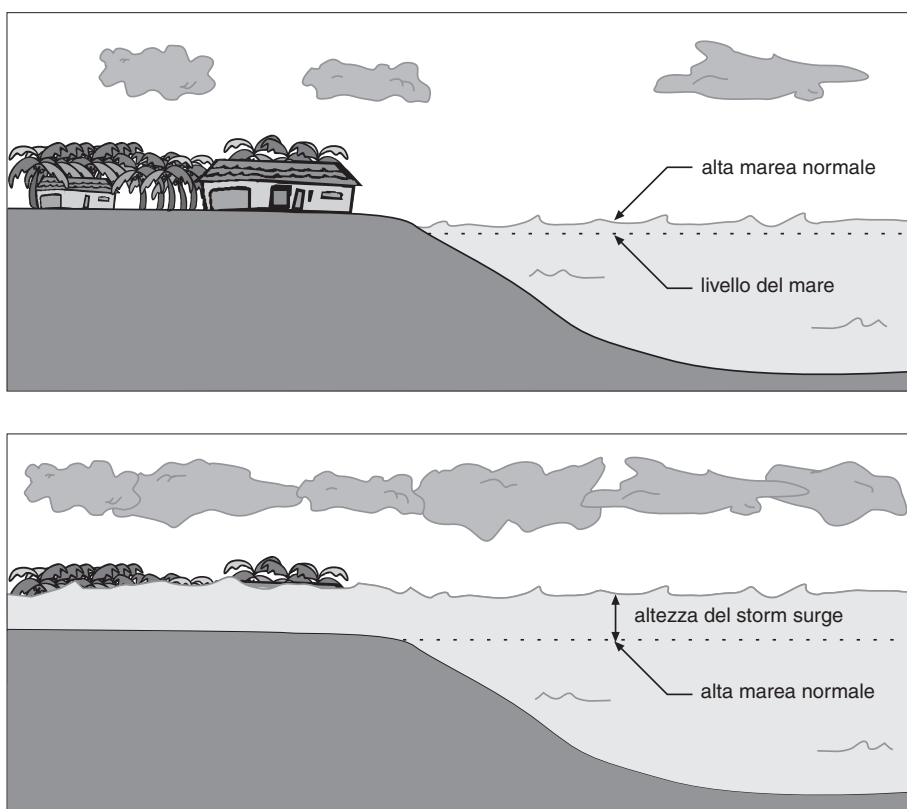 alta marea normale
livello del mare
altezza del storm surge
alta marea normale